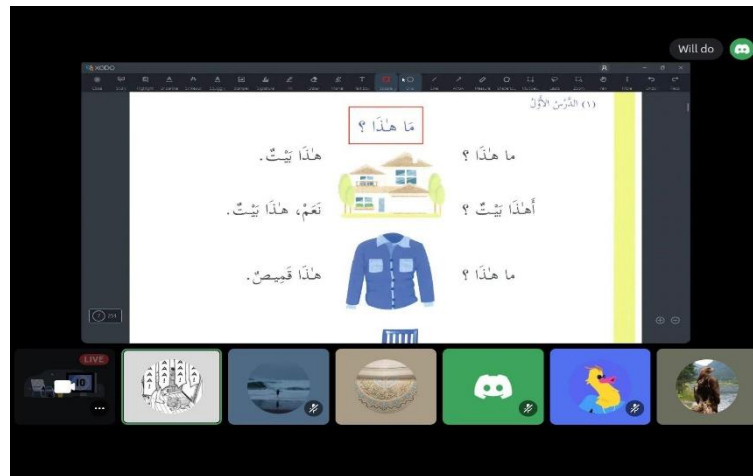 Will do
XODO
(١) الدَّرْسُ الأَوَّلُ
مَا هٰذَا ؟
ما هٰذَا ؟ هٰذَا بَيْتٌ.
أَهٰذَا بَيْتٌ ؟ نَعَمْ، هٰذَا بَيْتٌ.
ما هٰذَا ؟ هٰذَا قَمِيصٌ.
LIVE